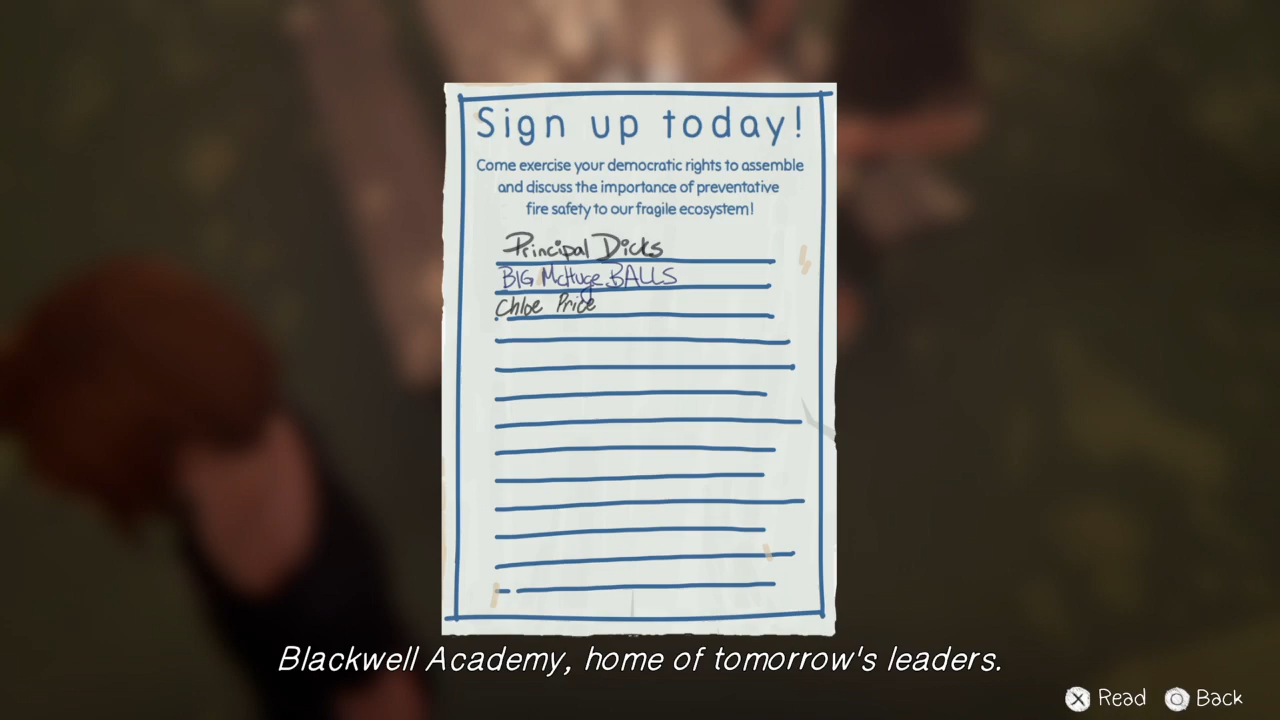 Sign up today!
Come exercise your democratic rights to assemble
and discuss the importance of preventative
fire safety to our fragile ecosystem!
Principal Dicks
BIG McHuge BALLS
Chloe Price
Blackwell Academy, home of tomorrow's leaders.
Read Back